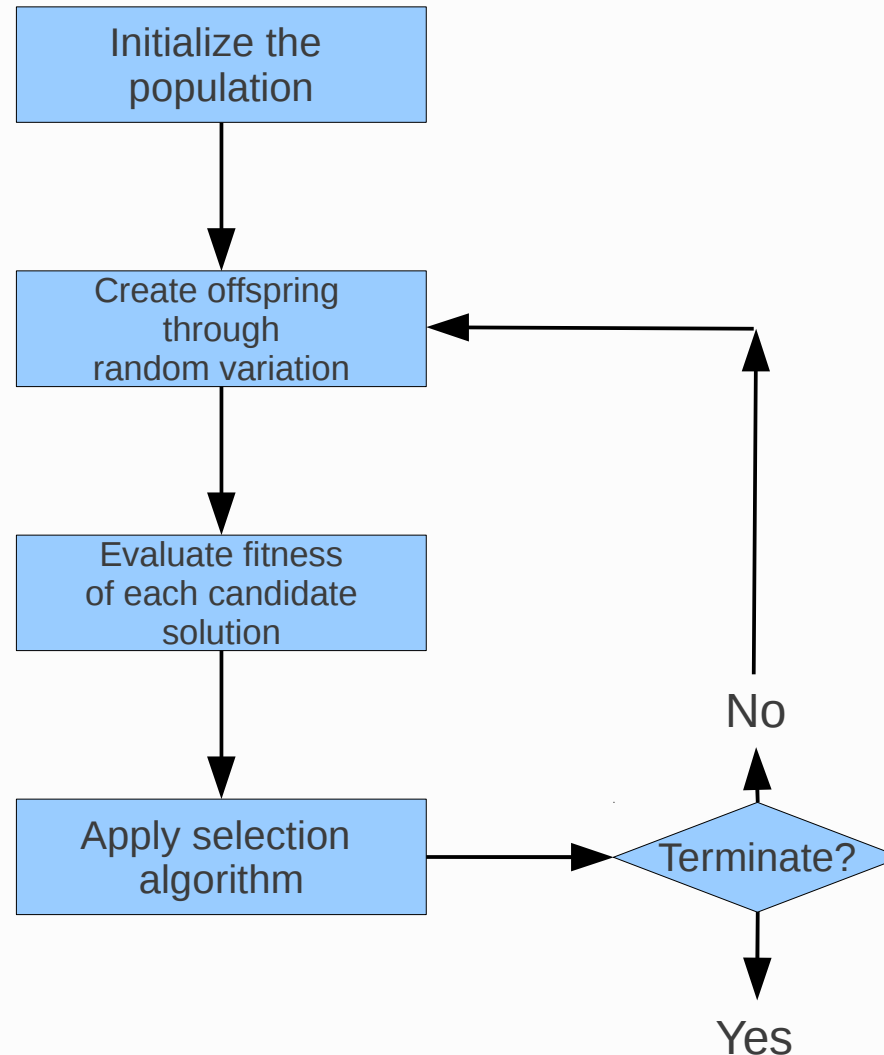 Initialize the
population
Create offspring
through
random variation
Evaluate fitness
of each candidate
solution
Apply selection
algorithm
Terminate?
No
Yes